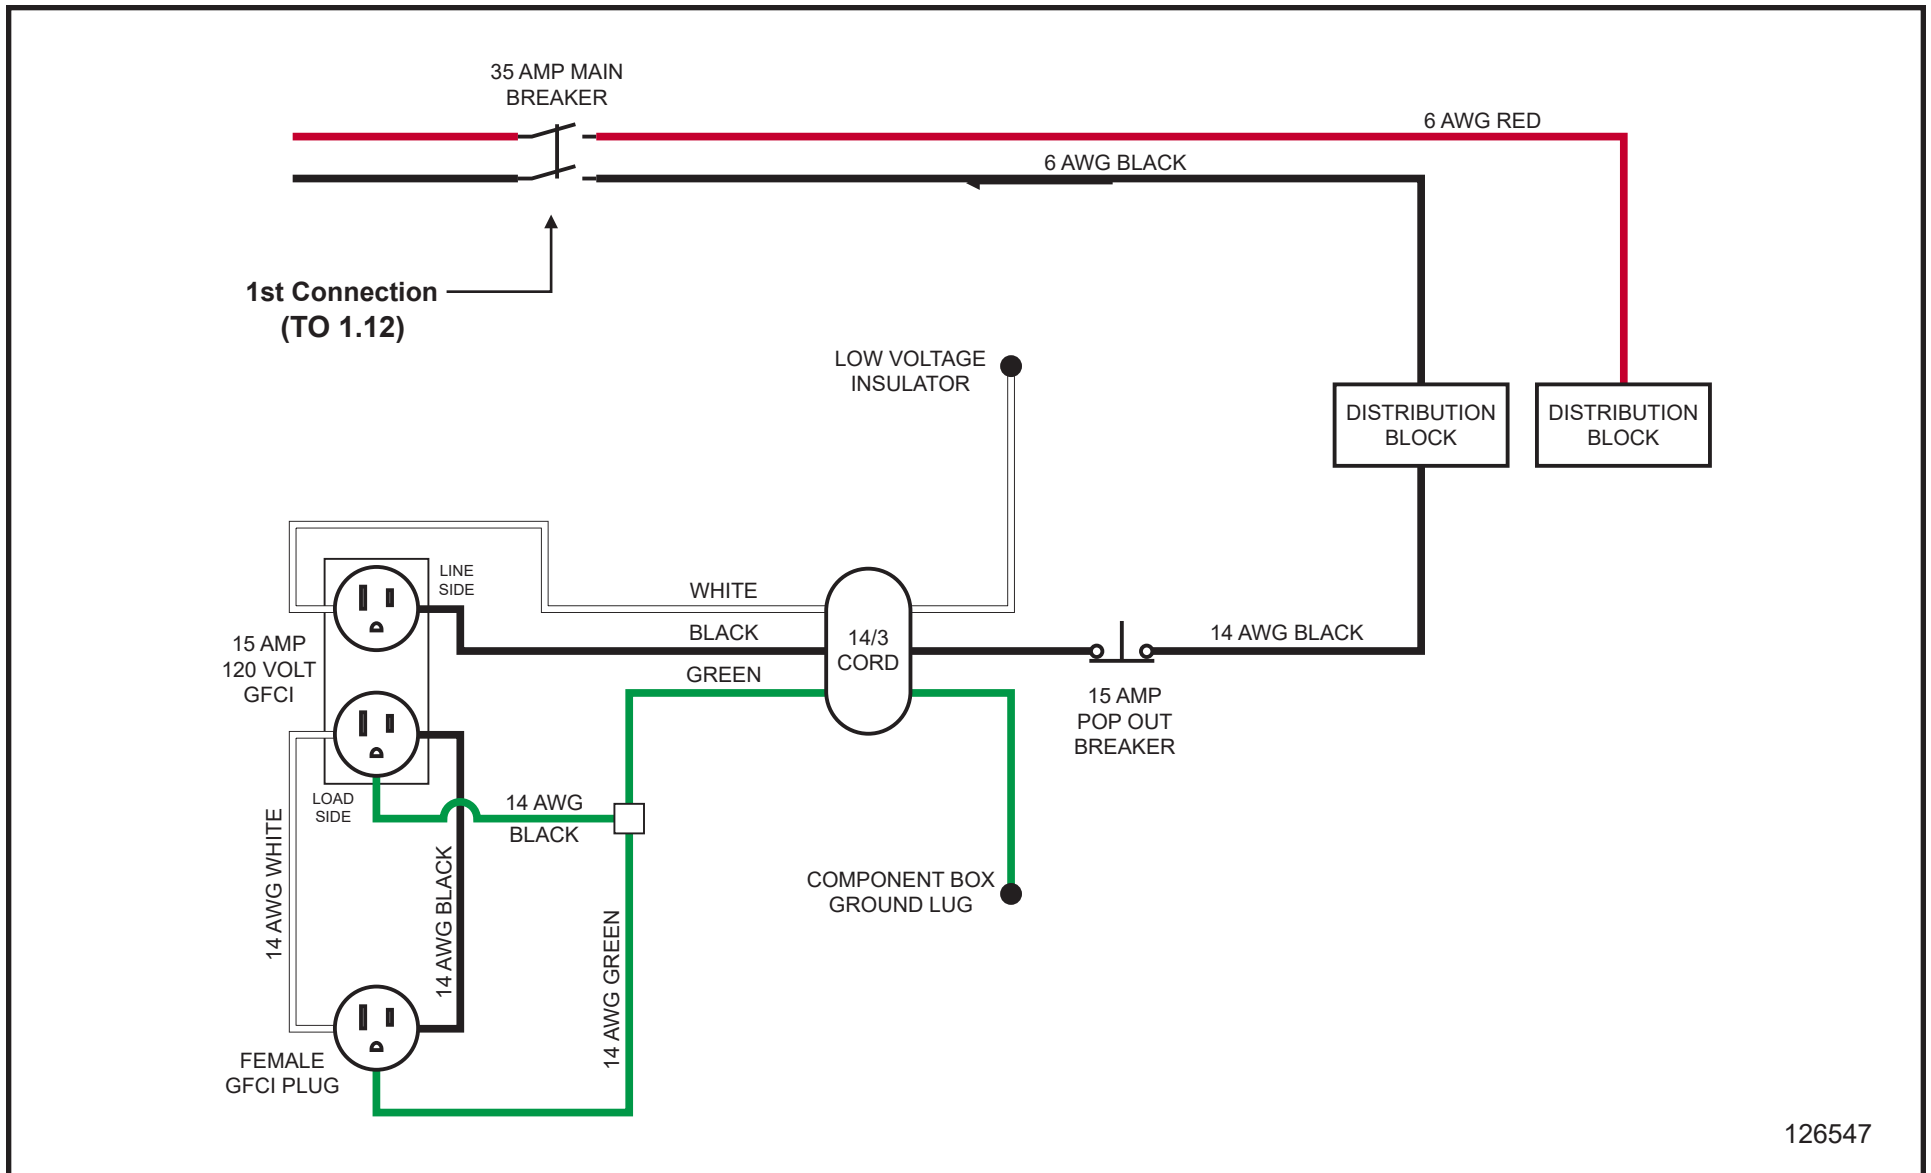 35 AMP MAIN
BREAKER
6 AWG RED
6 AWG BLACK
1st Connection
(TO 1.12)
LOW VOLTAGE
INSULATOR
DISTRIBUTION
BLOCK
DISTRIBUTION
BLOCK
LINE
SIDE
WHITE
BLACK
GREEN
14/3
CORD
14 AWG BLACK
15 AMP
120 VOLT
GFCI
15 AMP
POP OUT
BREAKER
LOAD
SIDE
14 AWG
BLACK
14 AWG WHITE
14 AWG BLACK
14 AWG GREEN
COMPONENT BOX
GROUND LUG
FEMALE
GFCI PLUG
126547